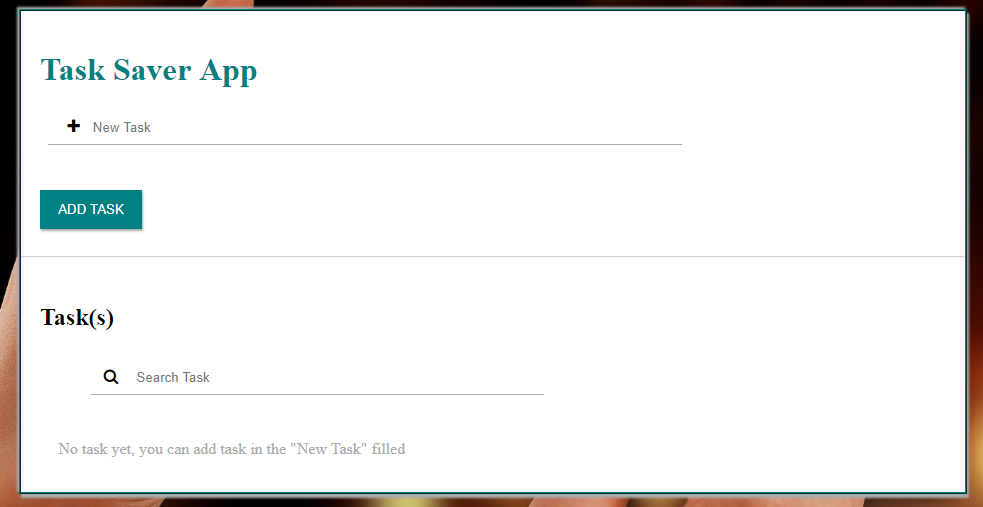 Task Saver App
New Task
ADD TASK
Task(s)
Search Task
No task yet, you can add task in the "New Task" filled